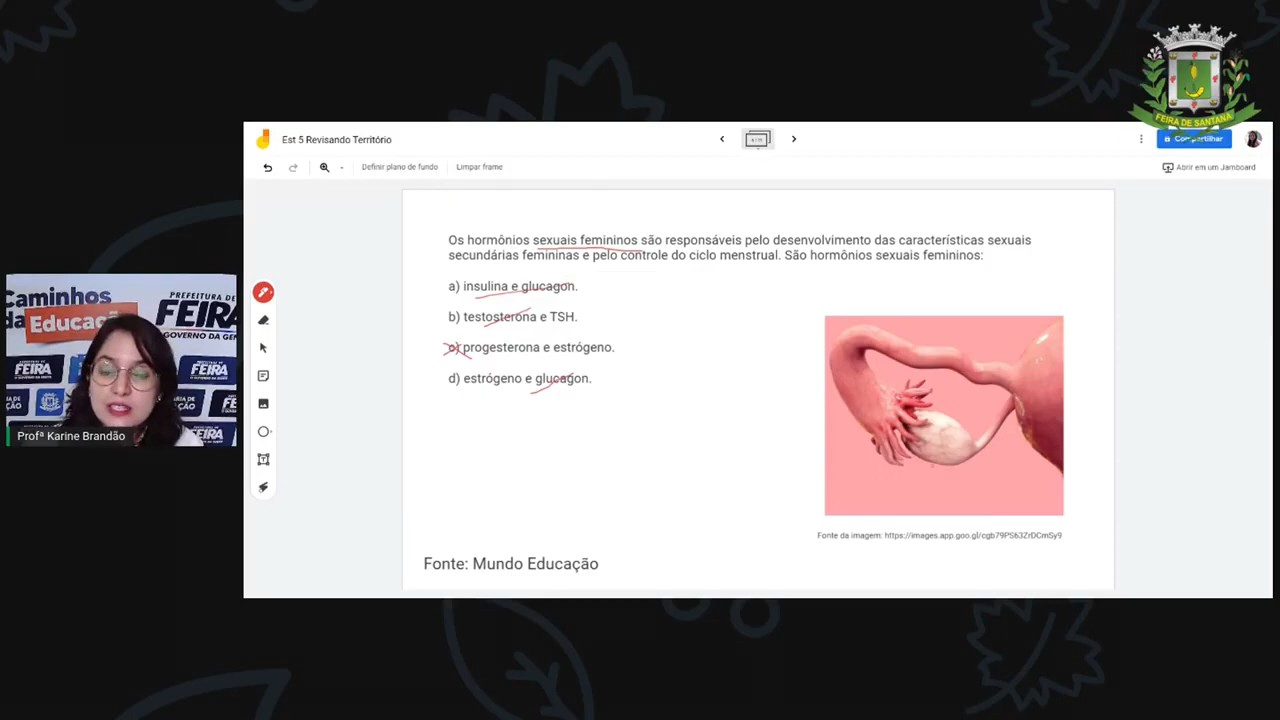 FEIRA DE SANTANA
Est 5 Revisando Território
Compartilhar
Definir plano de fundo
Limpar frame
Abrir em um Jamboard
Os hormônios sexuais femininos são responsáveis pelo desenvolvimento das características sexuais
secundárias femininas e pelo controle do ciclo menstrual. São hormônios sexuais femininos:
a) insulina e glucagon.
b) testosterona e TSH.
c) progesterona e estrógeno.
d) estrógeno e glucagon.
Caminhos
da Educação
PREFEITURA DE
FEIRA
GOVERNO DA GENTE
Profª Karine Brandão
Fonte da imagem: https://images.app.goo.gl/cgb79PS63ZrDCmSy9
Fonte: Mundo Educação